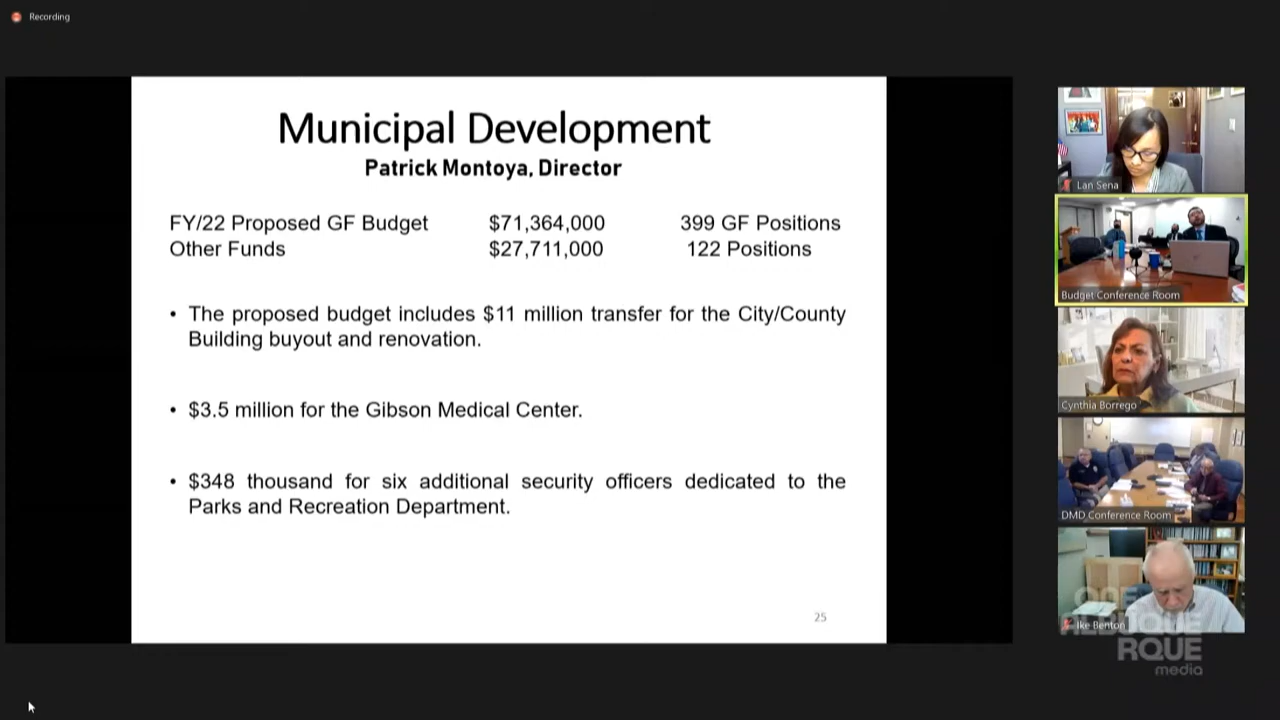 Recording
Municipal Development
Patrick Montoya, Director
FY/22 Proposed GF Budget $71,364,000 399 GF Positions
Other Funds $27,711,000 122 Positions
• The proposed budget includes $11 million transfer for the City/County
Building buyout and renovation.
• $3.5 million for the Gibson Medical Center.
• $348 thousand for six additional security officers dedicated to the
Parks and Recreation Department.
25
Lan Sena
Budget Conference Room
Cynthia Borrego
DMD Conference Room
Ike Benton
ONE
ALBUQUE
RQUE
media